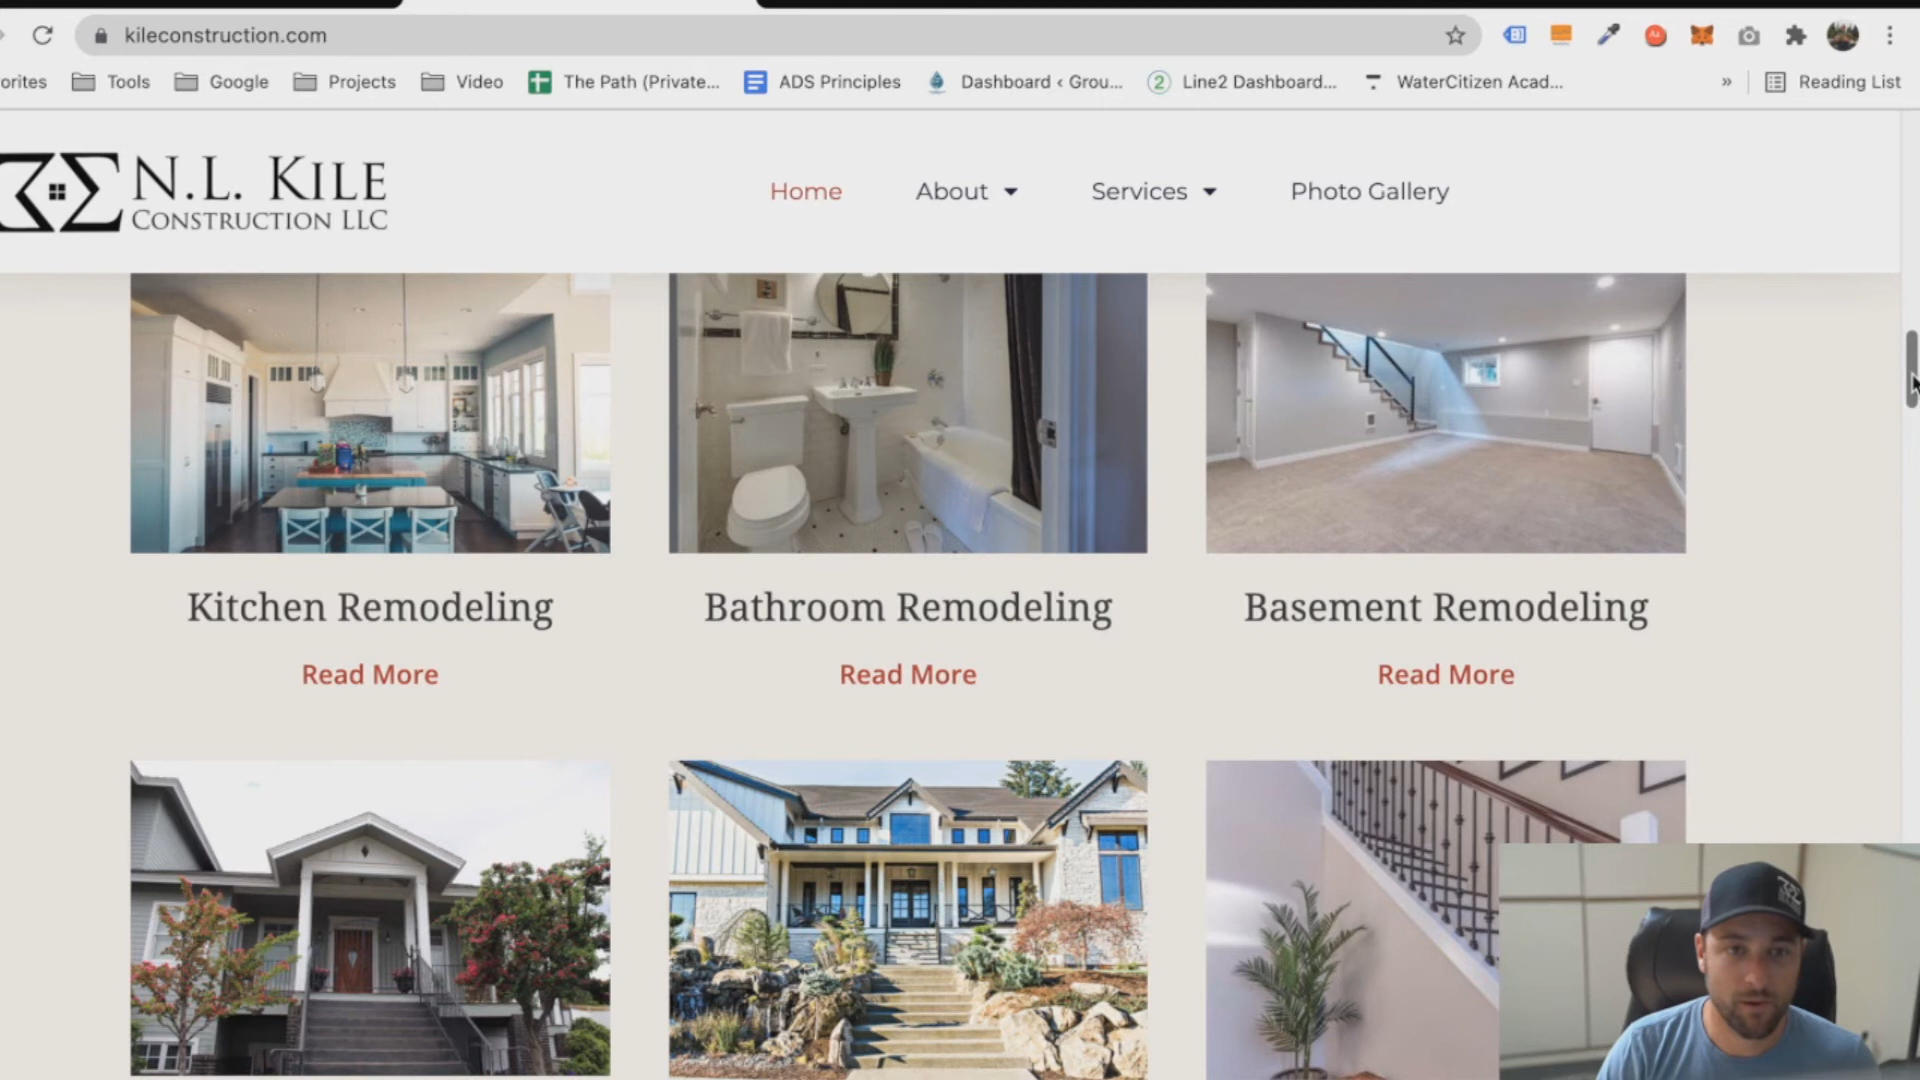 kileconstruction.com
orites Tools Google Projects Video The Path (Private... ADS Principles Dashboard ‹ Grou... 2 Line2 Dashboard... WaterCitizen Acad... » Reading List
N.L. KILE
CONSTRUCTION LLC
Home About Services Photo Gallery
Kitchen Remodeling Bathroom Remodeling Basement Remodeling
Read More Read More Read More